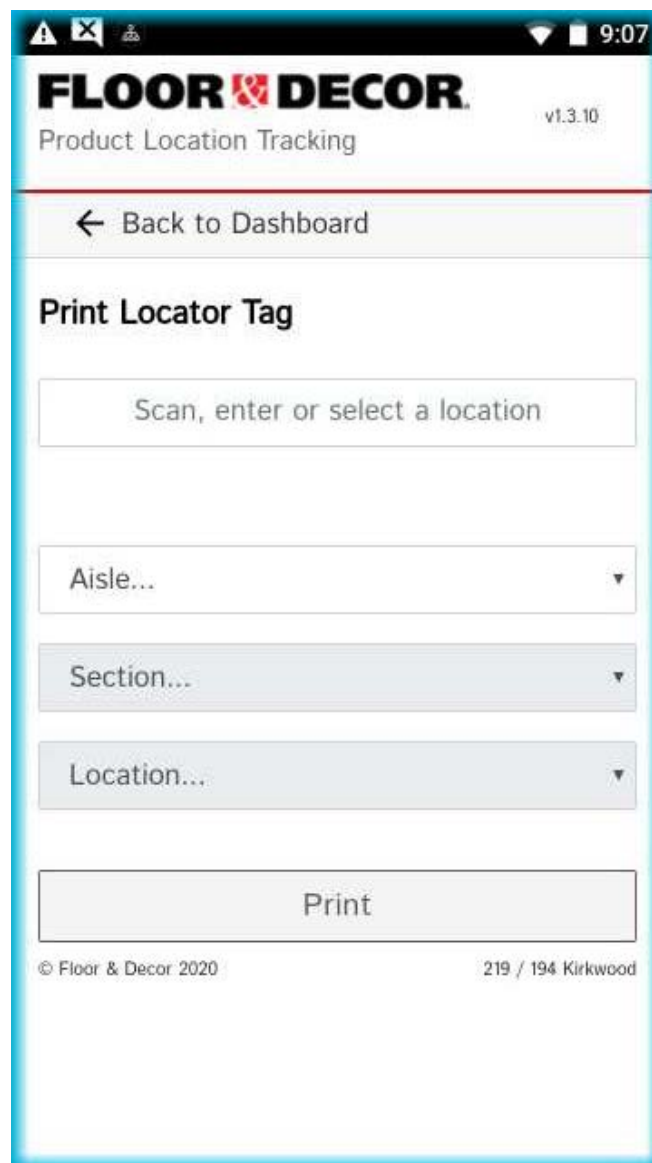 9:07
FLOOR & DECOR.
v1.3.10
Product Location Tracking
← Back to Dashboard
Print Locator Tag
Scan, enter or select a location
Aisle...
Section...
Location...
Print
© Floor & Decor 2020
219 / 194 Kirkwood